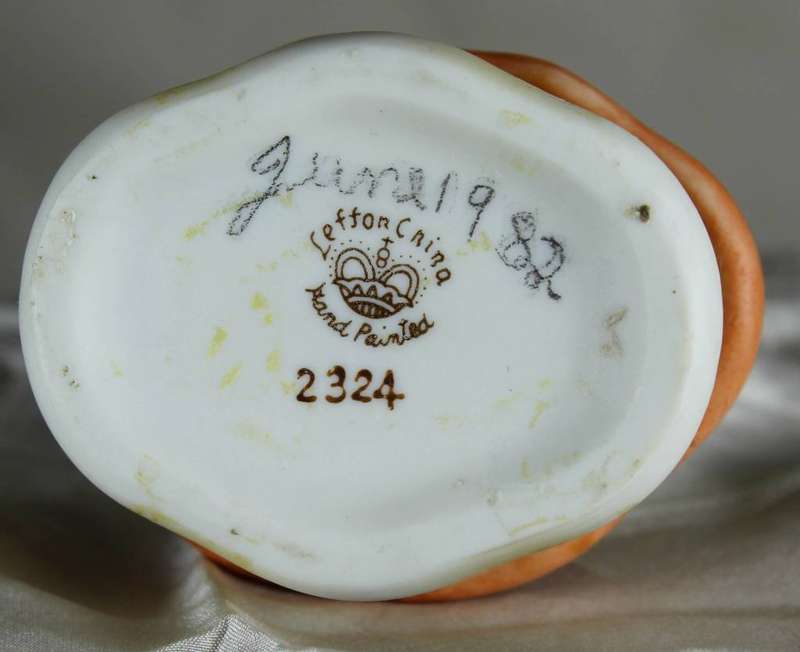 June 1982
Lefton China
Hand Painted
2324